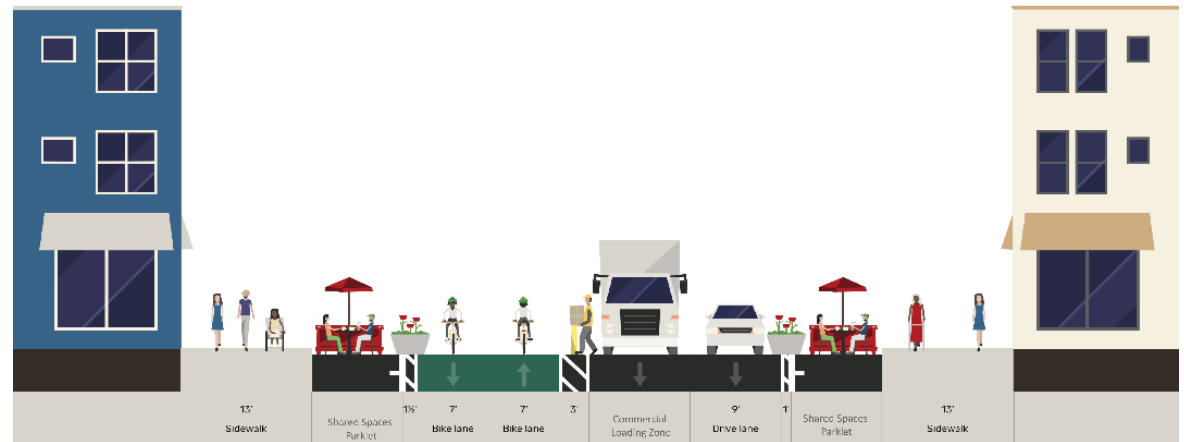 13'
Sidewalk
Shared Spaces
Parklet
1½'
7'
Bike lane
7'
Bike lane
3'
Commercial
Loading Zone
9'
Drive lane
1'
Shared Spaces
Parklet
13'
Sidewalk